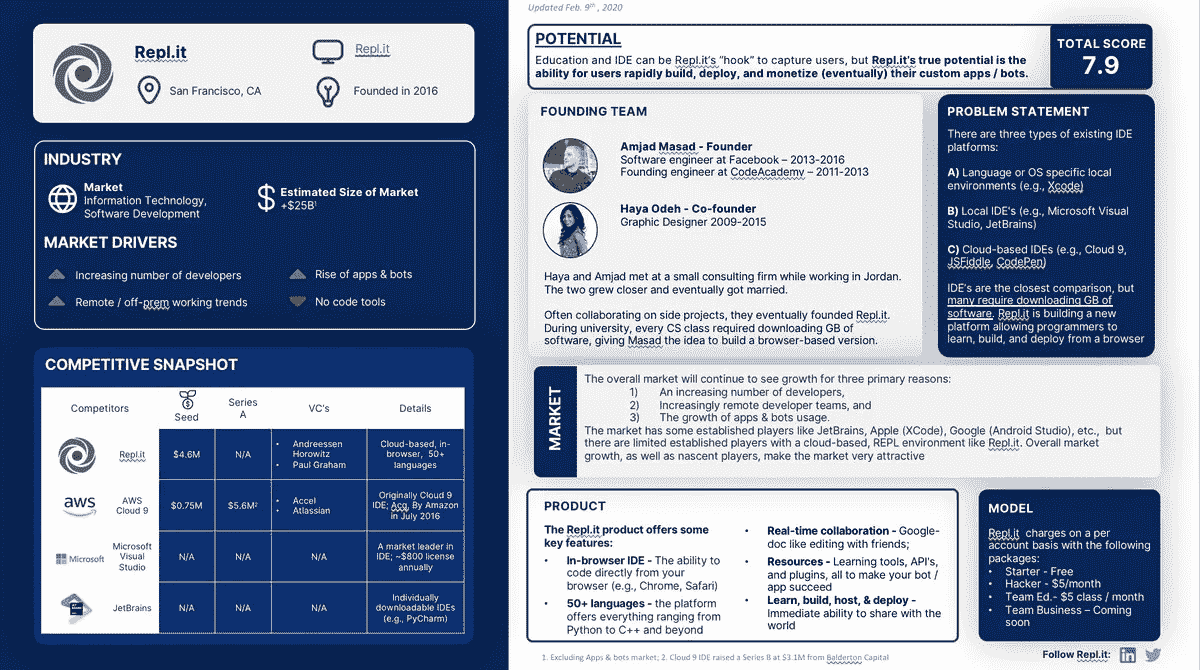 Repl.it
Repl.it
San Francisco, CA
Founded in 2016
INDUSTRY
Market
Information Technology,
Software Development
Estimated Size of Market
+$25B¹
MARKET DRIVERS
Increasing number of developers
Rise of apps & bots
Remote / off-prem working trends
No code tools
COMPETITIVE SNAPSHOT
Competitors
Seed
Series
A
VC's
Details
Repl.it
$4.6M
N/A
• Andreessen
Horowitz
• Paul Graham
Cloud-based, in-
browser, 50+
languages
aws
AWS
Cloud 9
$0.75M
$5.6M²
• Accel
• Atlassian
Originally Cloud 9
IDE; Acq. By Amazon
in July 2016
Microsoft
Microsoft
Visual
Studio
N/A
N/A
N/A
A market leader in
IDE; ~$800 license
annually
JetBrains
N/A
N/A
N/A
Individually
downloadable IDEs
(e.g., PyCharm)
Updated Feb. 9th, 2020
POTENTIAL
Education and IDE can be Repl.it's "hook" to capture users, but Repl.it's true potential is the
ability for users rapidly build, deploy, and monetize (eventually) their custom apps / bots.
TOTAL SCORE
7.9
FOUNDING TEAM
Amjad Masad - Founder
Software engineer at Facebook – 2013-2016
Founding engineer at CodeAcademy – 2011-2013
Haya Odeh - Co-founder
Graphic Designer 2009-2015
Haya and Amjad met at a small consulting firm while working in Jordan.
The two grew closer and eventually got married.
Often collaborating on side projects, they eventually founded Repl.it.
During university, every CS class required downloading GB of
software, giving Masad the idea to build a browser-based version.
PROBLEM STATEMENT
There are three types of existing IDE
platforms:
A) Language or OS specific local
environments (e.g., Xcode)
B) Local IDE's (e.g., Microsoft Visual
Studio, JetBrains)
C) Cloud-based IDEs (e.g., Cloud 9,
JSFiddle, CodePen)
IDE's are the closest comparison, but
many require downloading GB of
software. Repl.it is building a new
platform allowing programmers to
learn, build, and deploy from a browser
MARKET
The overall market will continue to see growth for three primary reasons:
1) An increasing number of developers,
2) Increasingly remote developer teams, and
3) The growth of apps & bots usage.
The market has some established players like JetBrains, Apple (XCode), Google (Android Studio), etc., but
there are limited established players with a cloud-based, REPL environment like Repl.it. Overall market
growth, as well as nascent players, make the market very attractive
PRODUCT
The Repl.it product offers some
key features:
• In-browser IDE - The ability to
code directly from your
browser (e.g., Chrome, Safari)
• 50+ languages - the platform
offers everything ranging from
Python to C++ and beyond
• Real-time collaboration - Google-
doc like editing with friends;
• Resources - Learning tools, API's,
and plugins, all to make your bot /
app succeed
• Learn, build, host, & deploy -
Immediate ability to share with the
world
MODEL
Repl.it charges on a per
account basis with the following
packages:
• Starter - Free
• Hacker - $5/month
• Team Ed.- $5 class / month
• Team Business – Coming
soon
1. Excluding Apps & bots market; 2. Cloud 9 IDE raised a Series B at $3.1M from Balderton Capital
Follow Repl.it: